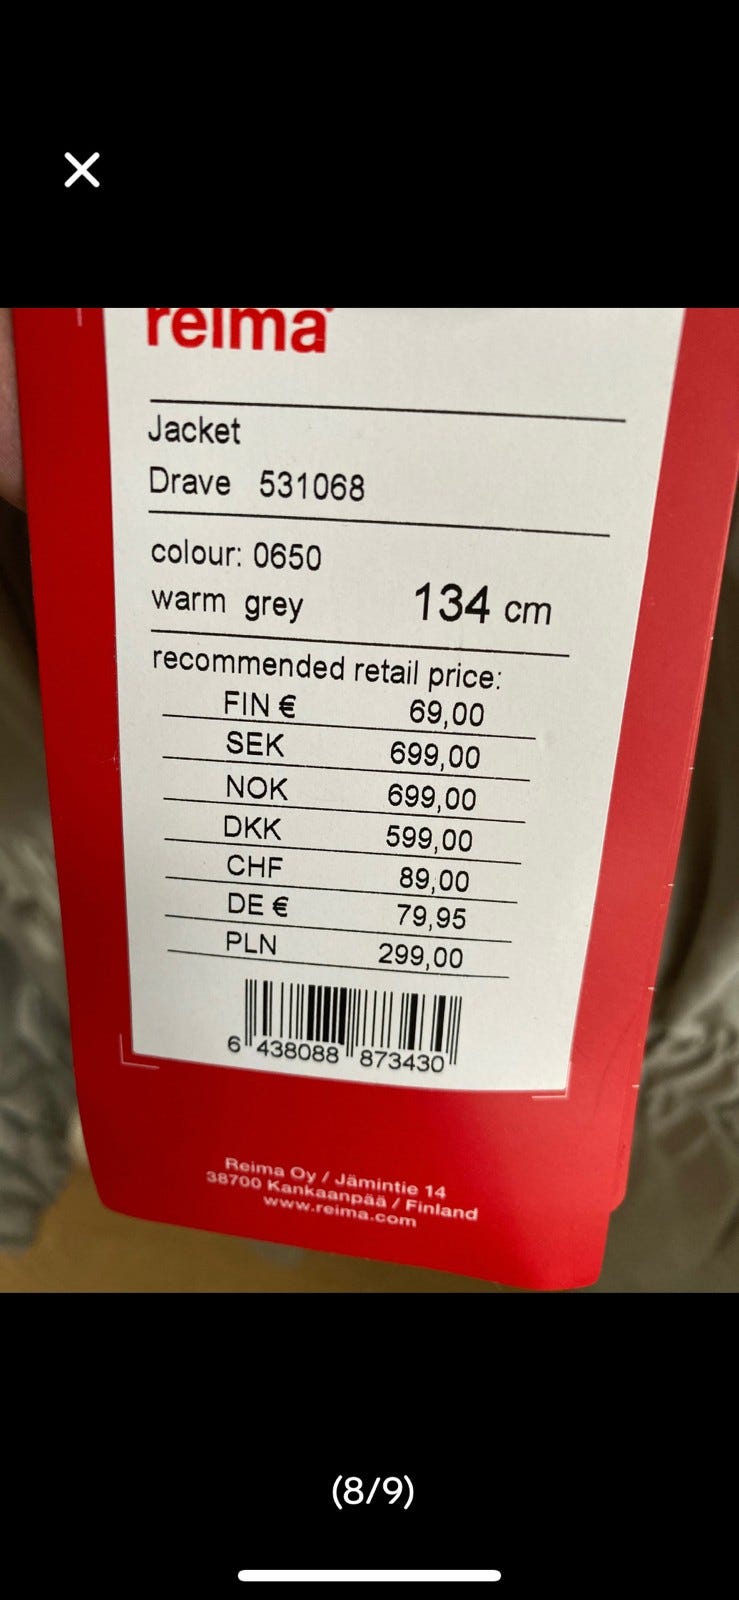 reima
Jacket
Drave 531068
colour: 0650
warm grey 134 cm
recommended retail price:
FIN € 69,00
SEK 699,00
NOK 699,00
DKK 599,00
CHF 89,00
DE € 79,95
PLN 299,00
6 438088 873430
Reima Oy / Jämintie 14
38700 Kankaanpää / Finland
www.reima.com
(8/9)